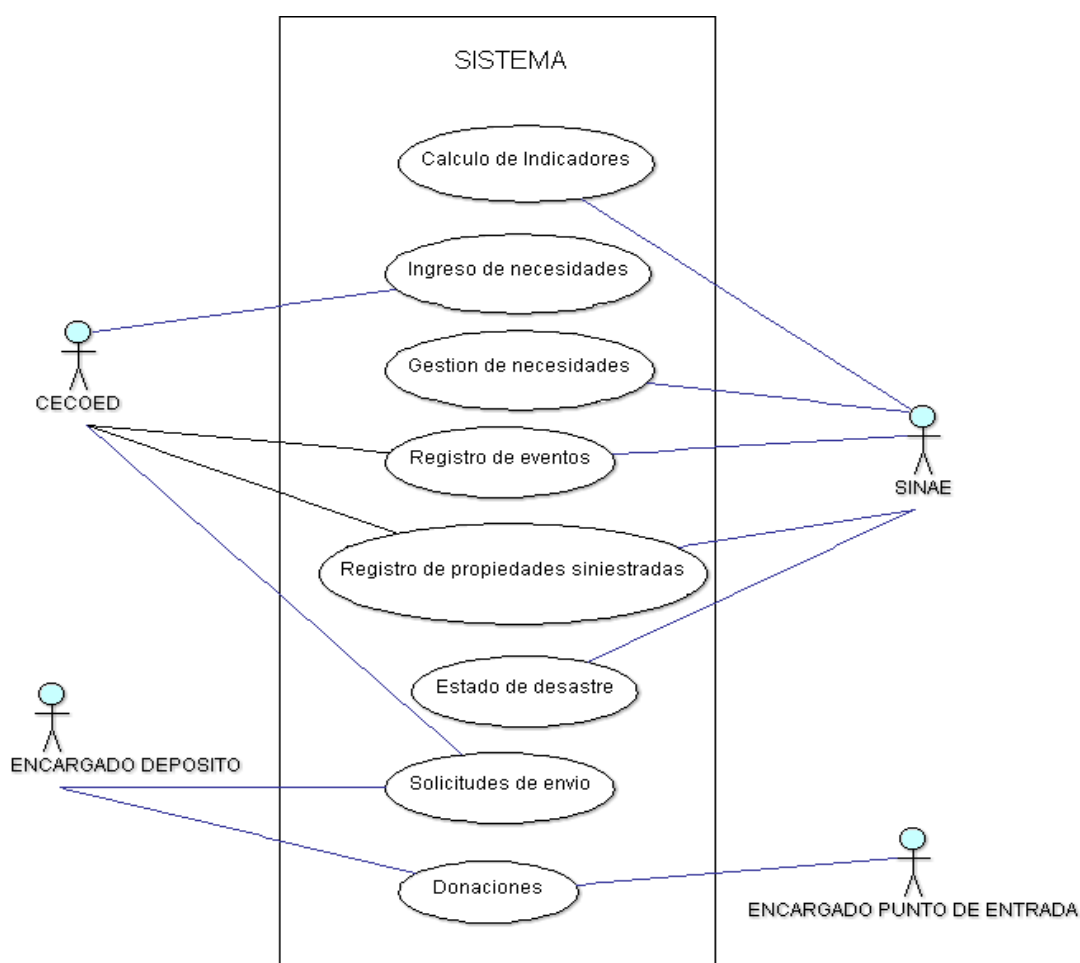 SISTEMA
Calculo de Indicadores
Ingreso de necesidades
Gestion de necesidades
CECOED
Registro de eventos
SINAE
Registro de propiedades siniestradas
Estado de desastre
ENCARGADO DEPOSITO
Solicitudes de envio
Donaciones
ENCARGADO PUNTO DE ENTRADA